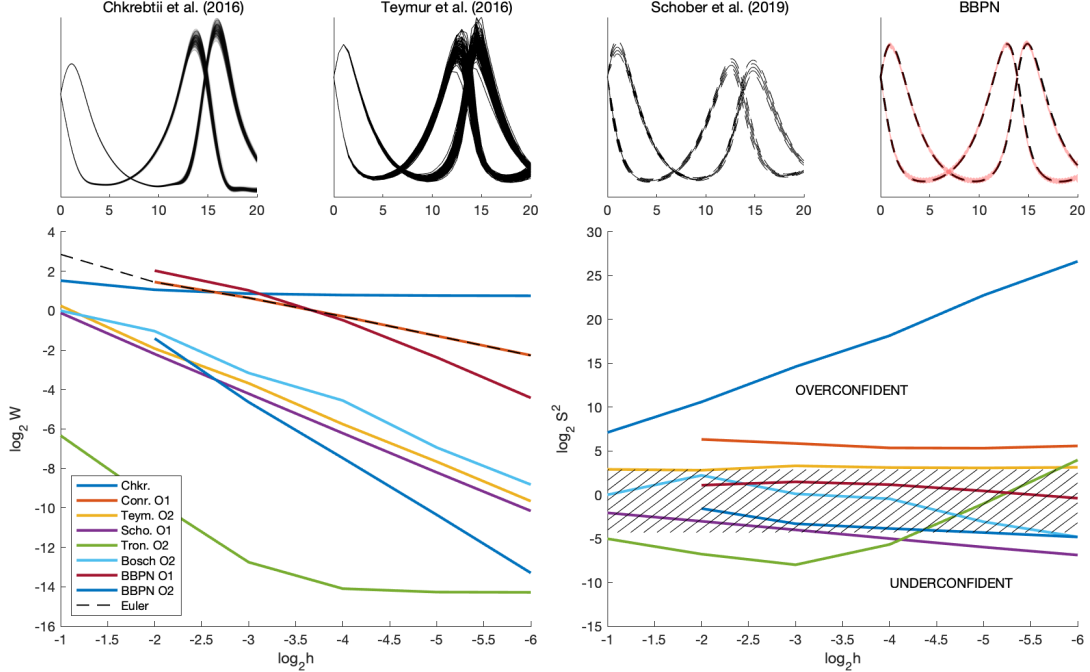 Chkrebtii et al. (2016)
Teymur et al. (2016)
Schober et al. (2019)
BBPN
0 5 10 15 20
0 5 10 15 20
0 5 10 15 20
0 5 10 15 20
4
2
0
-2
-4
-6
-8
-10
-12
-14
-16
log2 W
Chkr.
Conr. O1
Teym. O2
Scho. O1
Tron. O2
Bosch O2
BBPN O1
BBPN O2
Euler
-1 -1.5 -2 -2.5 -3 -3.5 -4 -4.5 -5 -5.5 -6
log2h
30
25
20
15
10
5
0
-5
-10
-15
log2 S2
OVERCONFIDENT
UNDERCONFIDENT
-1 -1.5 -2 -2.5 -3 -3.5 -4 -4.5 -5 -5.5 -6
log2h